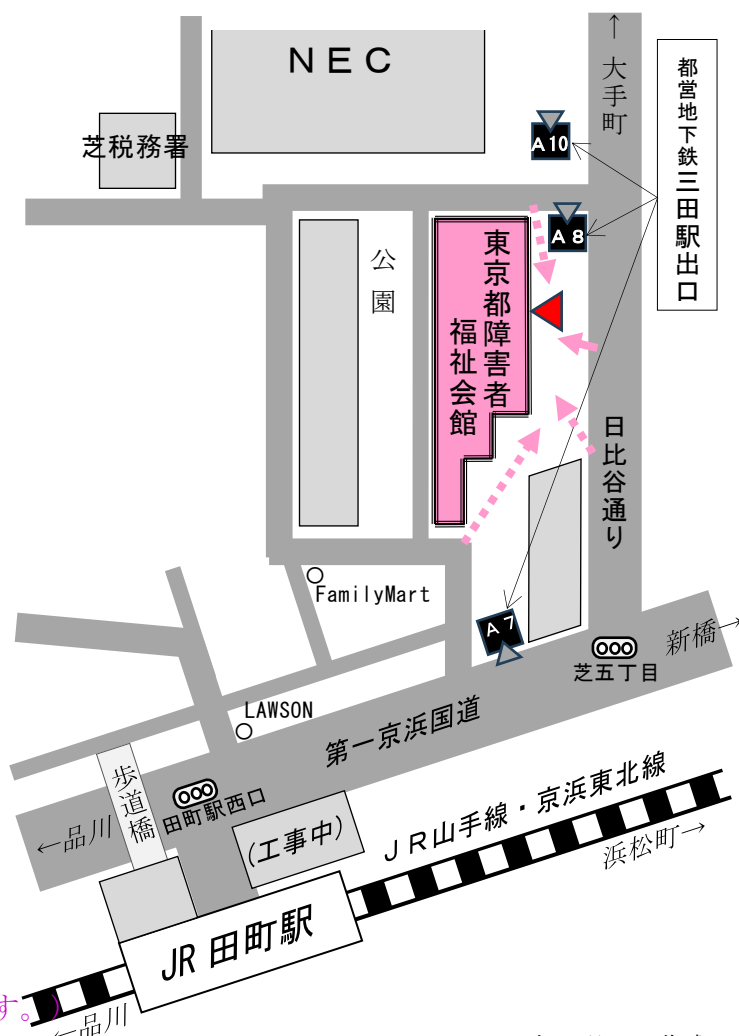 NEC
↑大手町
都営地下鉄三田駅出口
芝税務署
A10
A8
公園
東京都障害者
福祉会館
日比谷通り
FamilyMart
A7
新橋→
芝五丁目
LAWSON
第一京浜国道
歩道橋
田町駅西口
←品川
(工事中)
JR山手線・京浜東北線
浜松町→
JR田町駅
す。)
←品川